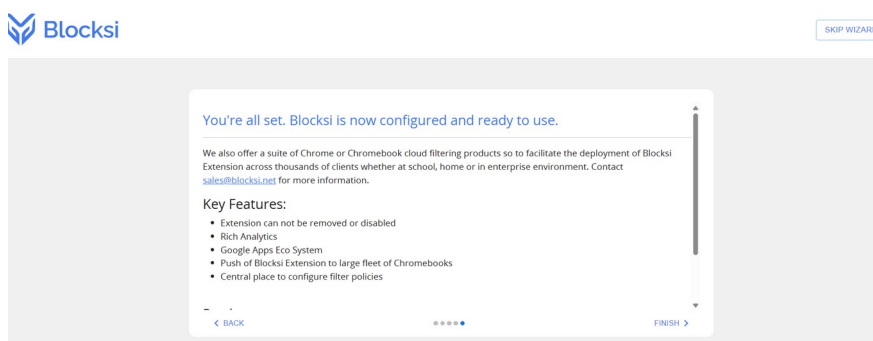 Blocksi
SKIP WIZARD
You're all set. Blocksi is now configured and ready to use.
We also offer a suite of Chrome or Chromebook cloud filtering products so to facilitate the deployment of Blocksi
Extension across thousands of clients whether at school, home or in enterprise environment. Contact
sales@blocksi.net for more information.
Key Features:
• Extension can not be removed or disabled
• Rich Analytics
• Google Apps Eco System
• Push of Blocksi Extension to large fleet of Chromebooks
• Central place to configure filter policies
< BACK
FINISH >